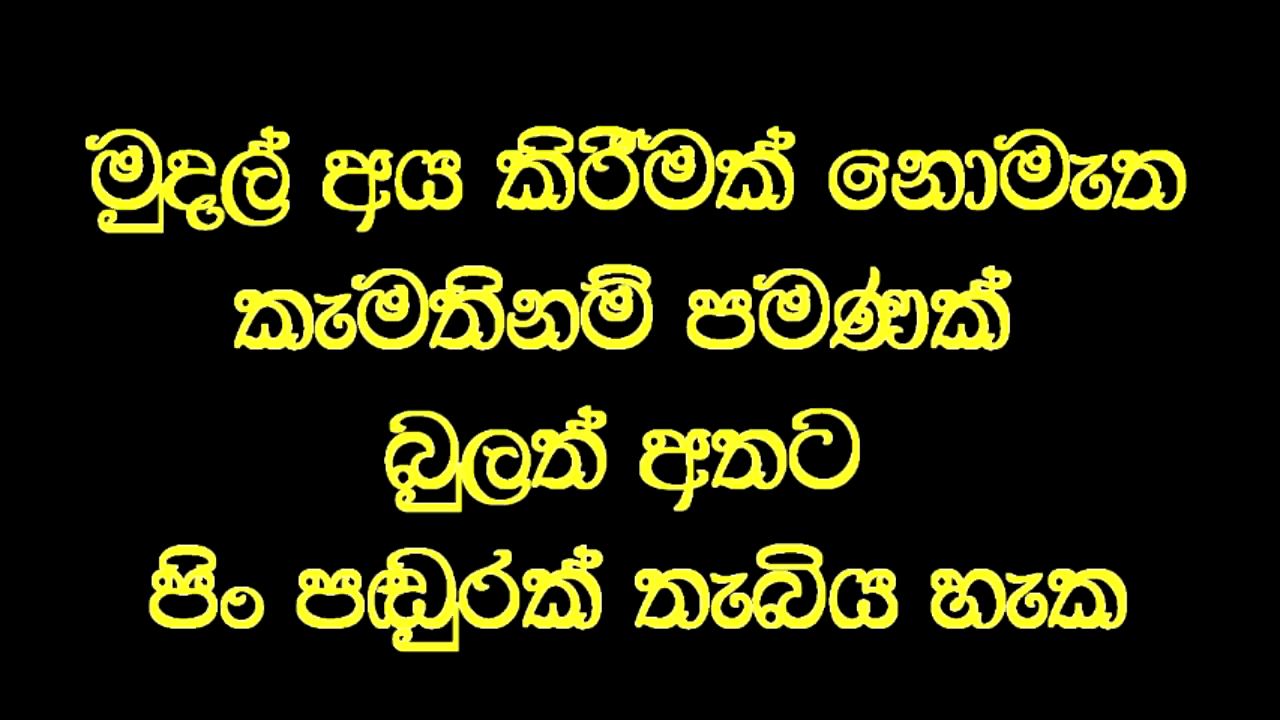 මුදල් අය කිරීමක් නොමැත
කැමතිනම් පමණක්
බුලත් අතට
පිං පඬුරක් තැබිය හැක